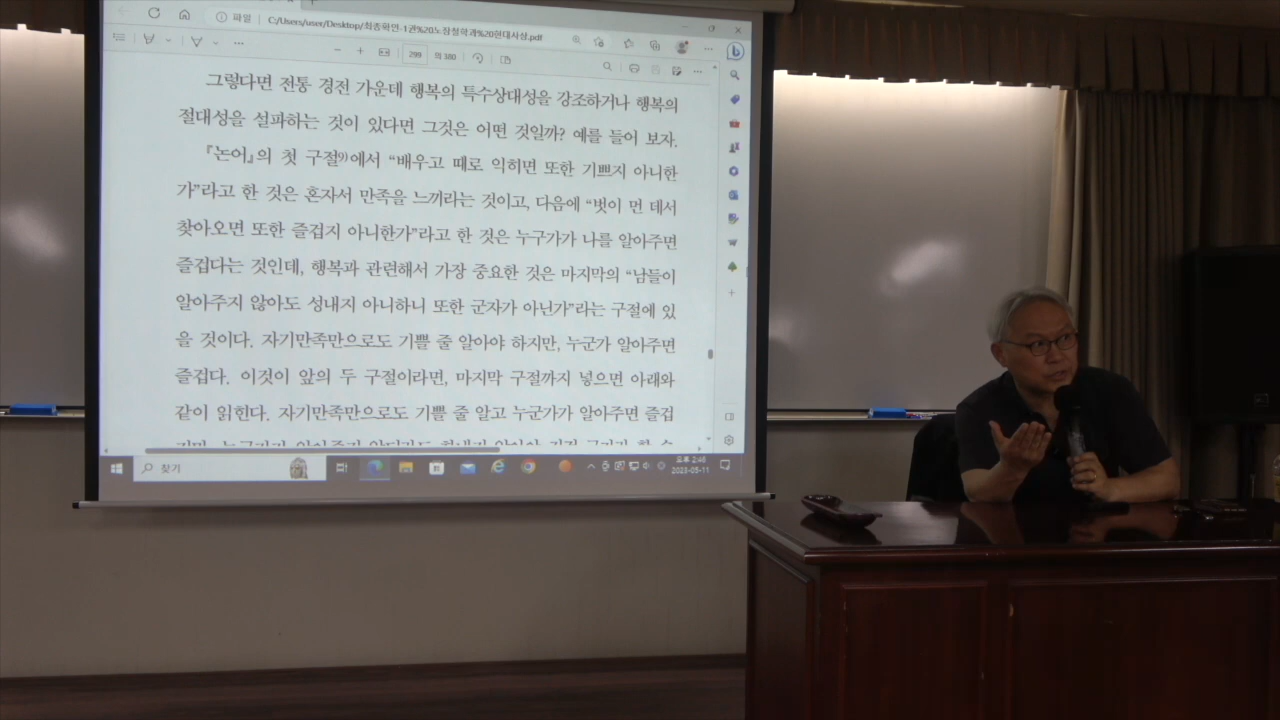 파일
C:/Users/user/Desktop/최종확인-1권%20노장철학과%20현대사상.pdf
299 의 380
그렇다면 전통 경전 가운데 행복의 특수상대성을 강조하거나 행복의
절대성을 설파하는 것이 있다면 그것은 어떤 것일까? 예를 들어 보자.
『논어』의 첫 구절9)에서 “배우고 때로 익히면 또한 기쁘지 아니한
가”라고 한 것은 혼자서 만족을 느끼라는 것이고, 다음에 “벗이 먼 데서
찾아오면 또한 즐겁지 아니한가”라고 한 것은 누구가가 나를 알아주면
즐겁다는 것인데, 행복과 관련해서 가장 중요한 것은 마지막의 “남들이
알아주지 않아도 성내지 아니하니 또한 군자가 아닌가”라는 구절에 있
을 것이다. 자기만족만으로도 기쁠 줄 알아야 하지만, 누군가 알아주면
즐겁다. 이것이 앞의 두 구절이라면, 마지막 구절까지 넣으면 아래와
같이 읽힌다. 자기만족만으로도 기쁠 줄 알고 누군가가 알아주면 즐겁
찾기
오후 2:46
2023-05-11